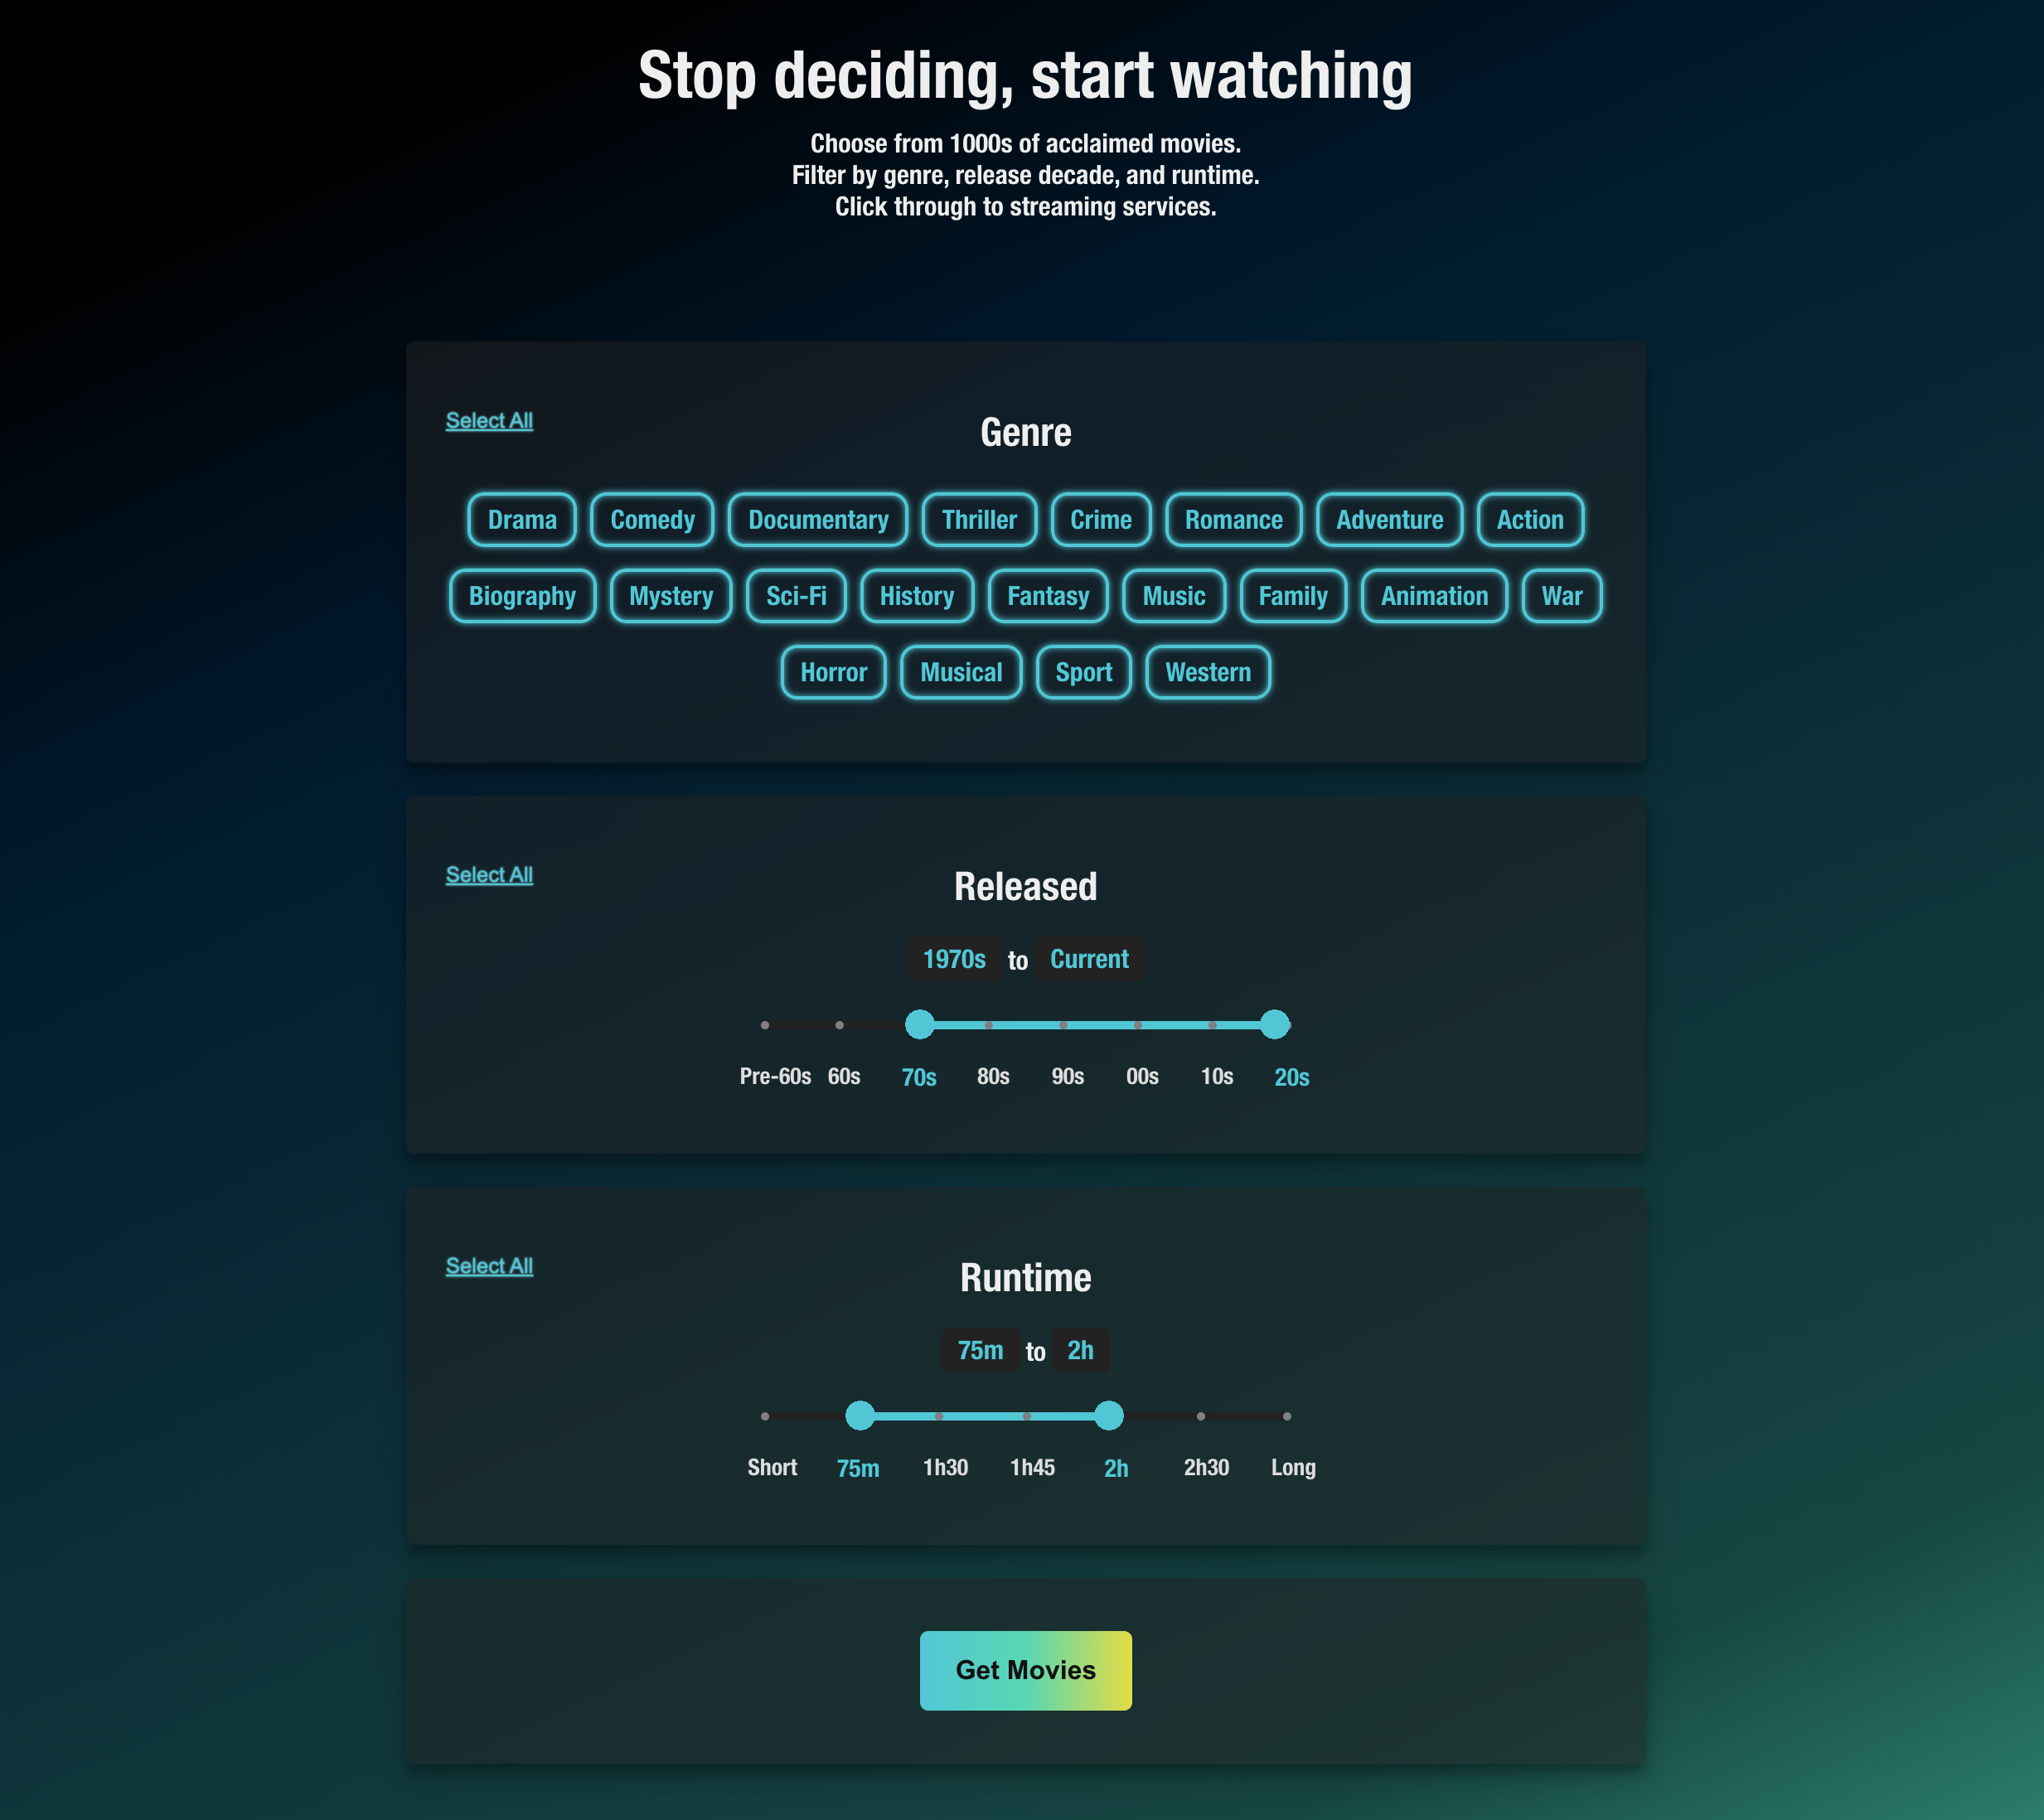 Stop deciding, start watching
Choose from 1000s of acclaimed movies.
Filter by genre, release decade, and runtime.
Click through to streaming services.
Select All
Genre
Drama Comedy Documentary Thriller Crime Romance Adventure Action
Biography Mystery Sci-Fi History Fantasy Music Family Animation War
Horror Musical Sport Western
Select All
Released
1970s to Current
Pre-60s 60s 70s 80s 90s 00s 10s 20s
Select All
Runtime
75m to 2h
Short 75m 1h30 1h45 2h 2h30 Long
Get Movies